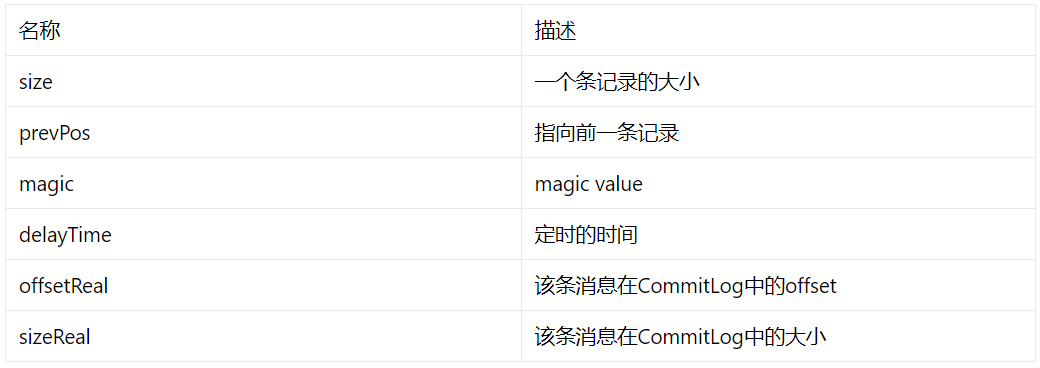 名称 描述
size 一个条记录的大小
prevPos 指向前一条记录
magic magic value
delayTime 定时的时间
offsetReal 该条消息在CommitLog中的offset
sizeReal 该条消息在CommitLog中的大小